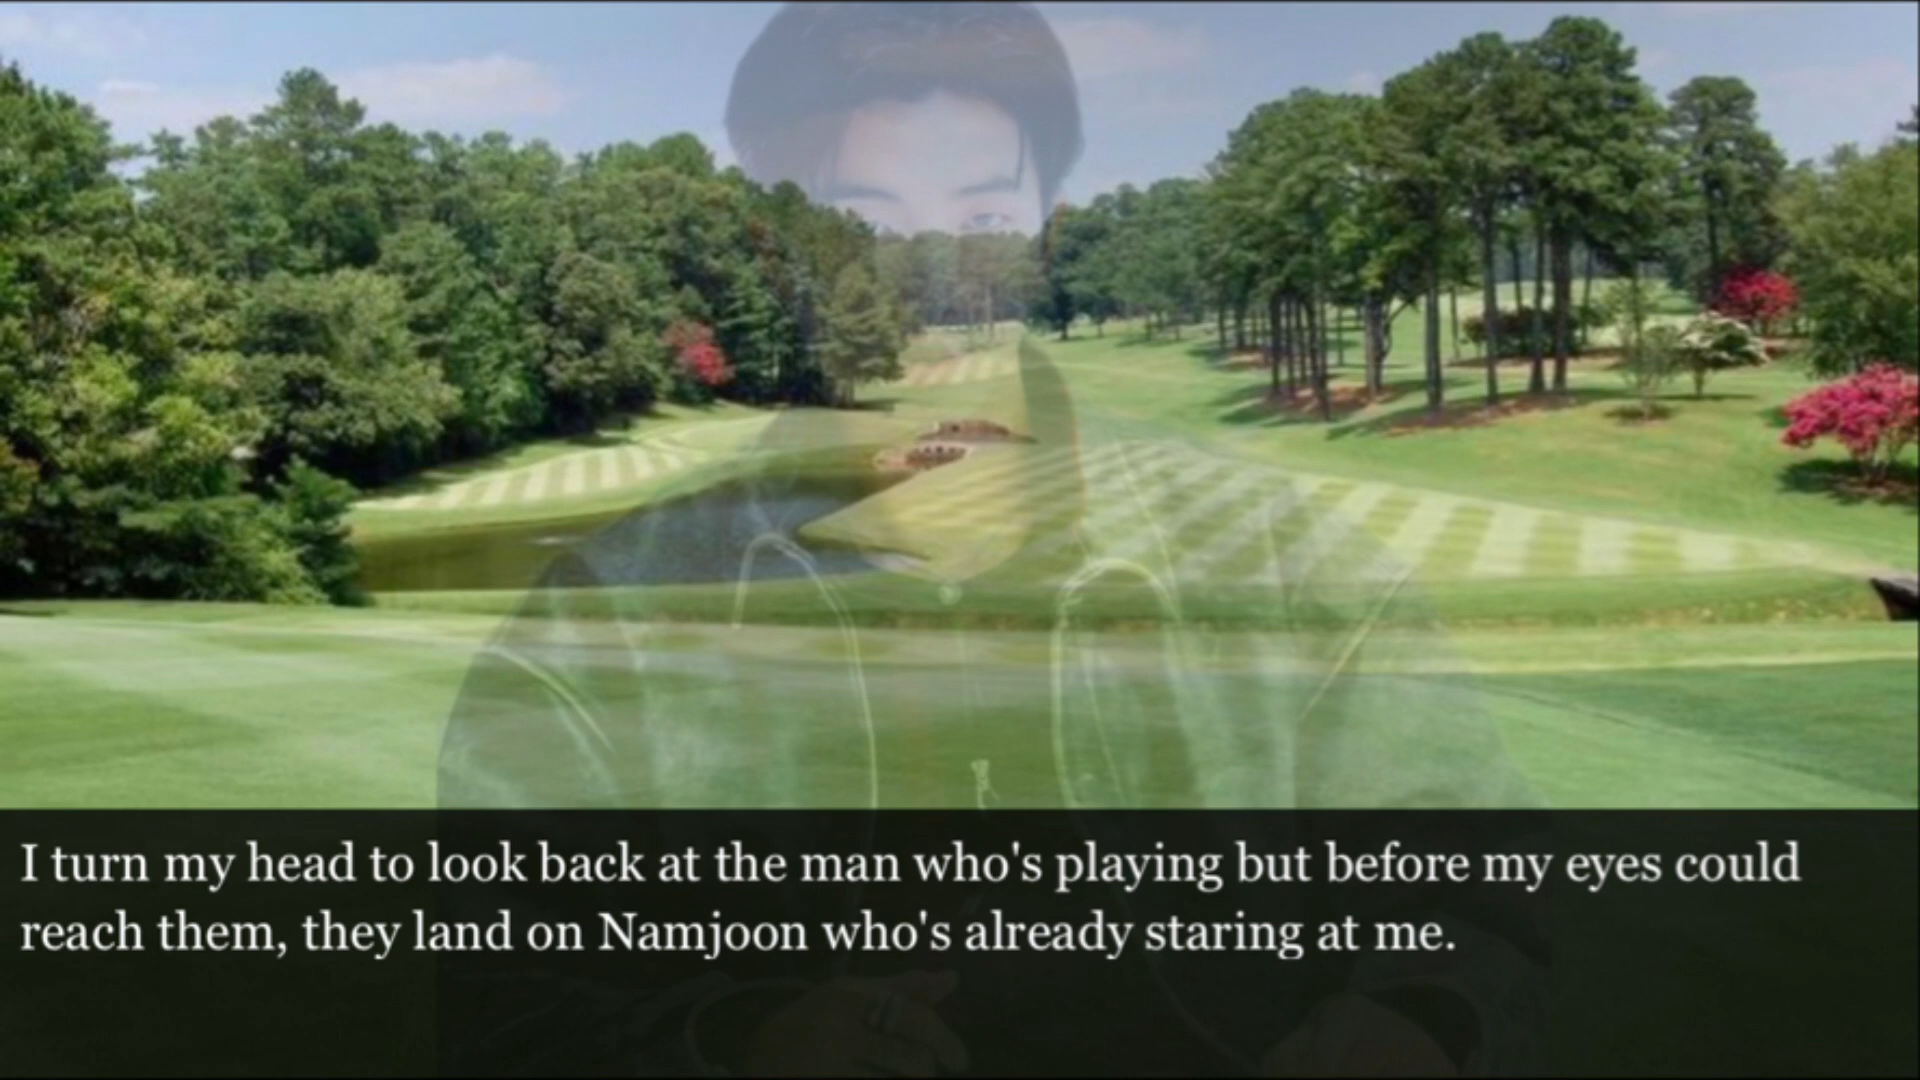 I turn my head to look back at the man who's playing but before my eyes could
reach them, they land on Namjoon who's already staring at me.